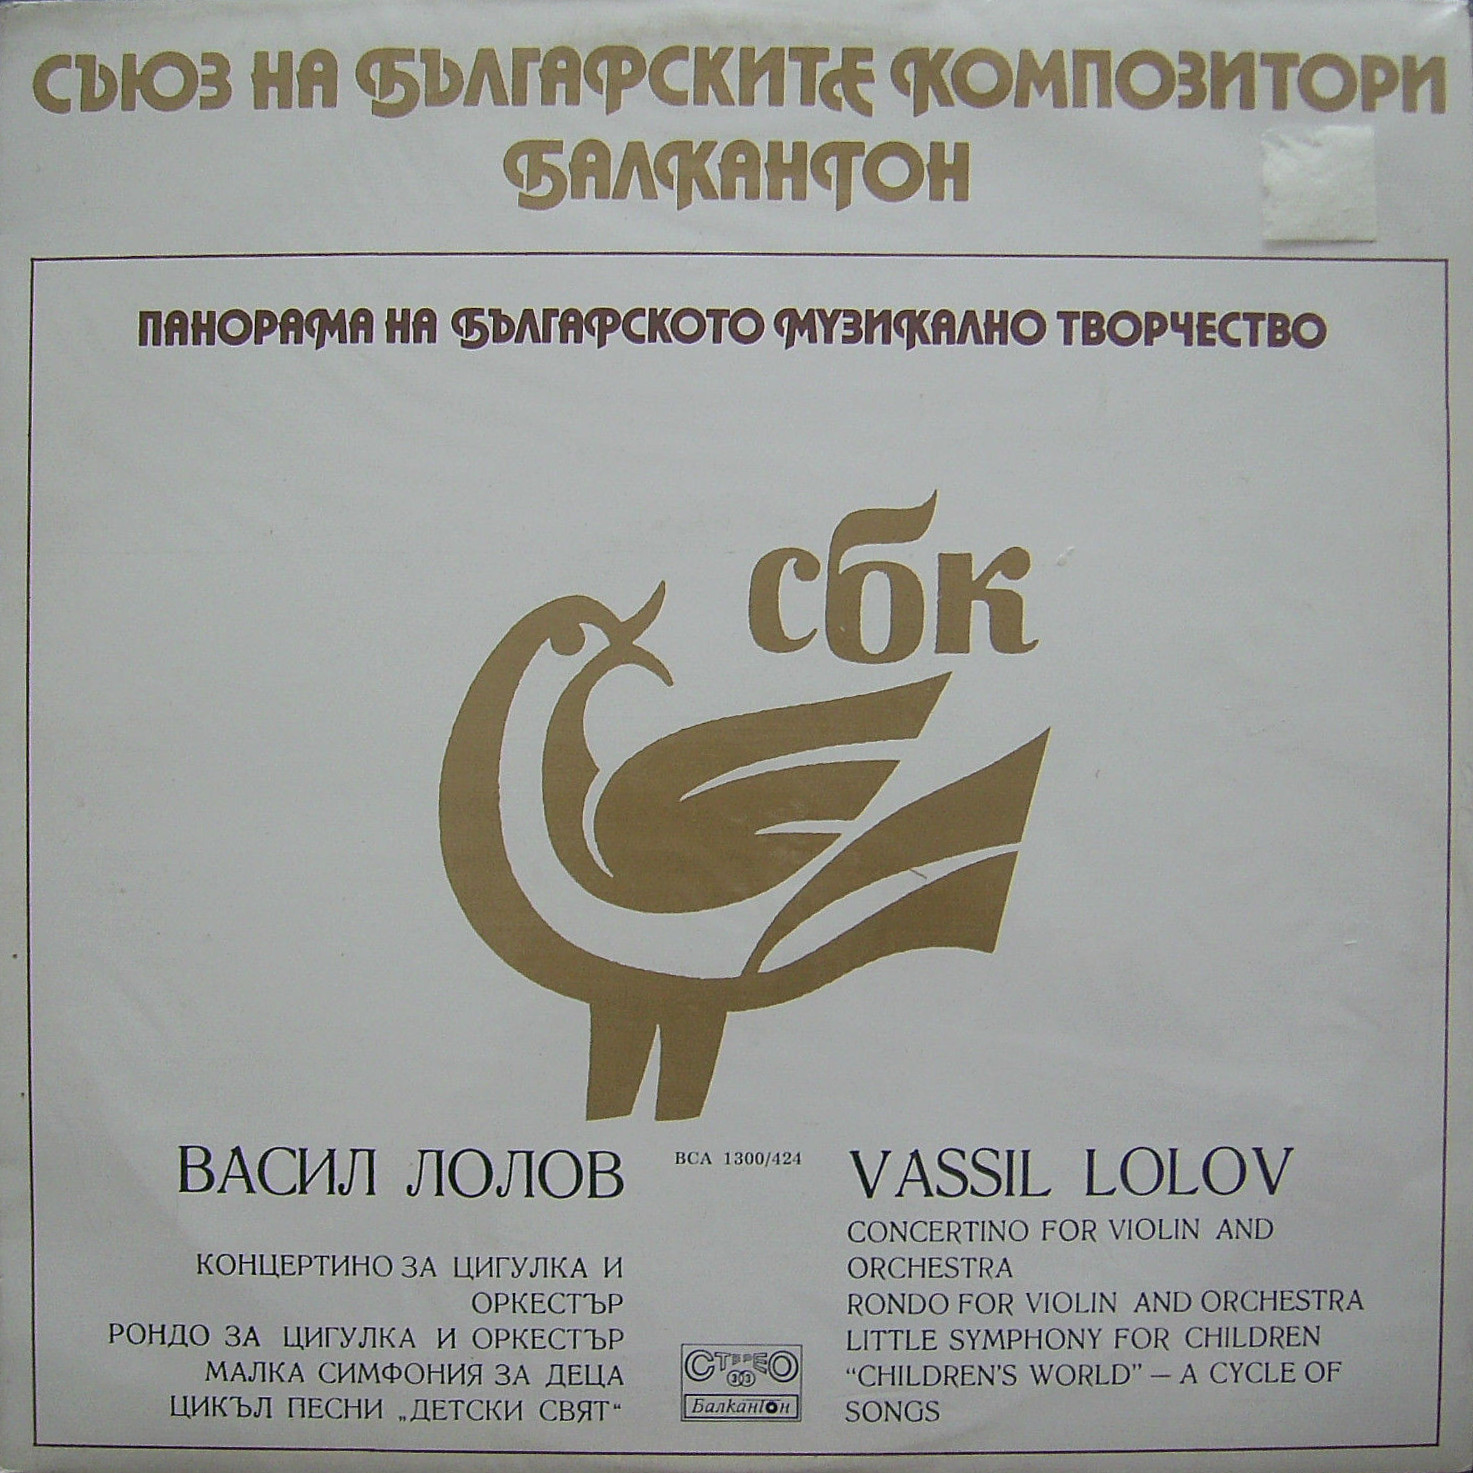 СЪЮЗ НА БЪЛГАРСКИТЕ КОМПОЗИТОРИ
БАЛКАНТОН
ПАНОРАМА НА БЪЛГАРСКОТО МУЗИКАЛНО ТВОРЧЕСТВО
сбк
ВАСИЛ ЛОЛОВ
КОНЦЕРТИНО ЗА ЦИГУЛКА И
ОРКЕСТЪР
РОНДО ЗА ЦИГУЛКА И ОРКЕСТЪР
МАЛКА СИМФОНИЯ ЗА ДЕЦА
ЦИКЪЛ ПЕСНИ „ДЕТСКИ СВЯТ“
ВСА 1300/424
СТЕРЕО
33
Балкантон
VASSIL LOLOV
CONCERTINO FOR VIOLIN AND
ORCHESTRA
RONDO FOR VIOLIN AND ORCHESTRA
LITTLE SYMPHONY FOR CHILDREN
“CHILDREN'S WORLD” — A CYCLE OF
SONGS